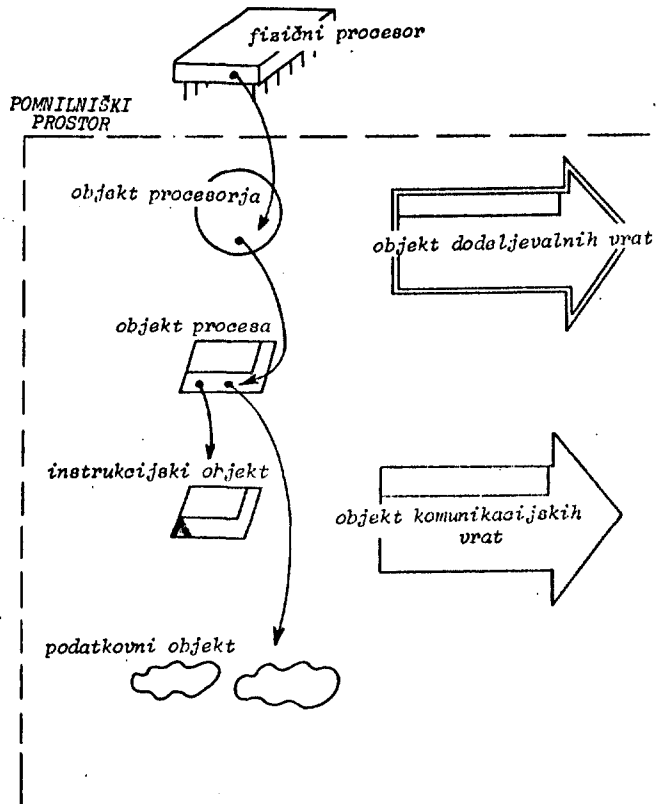 fizični procesor
POMNILNIŠKI
PROSTOR
objekt procesorja
objekt dodeljevalnih vrat
objekt procesa
instrukcijski objekt
objekt komunikacijskih
vrat
podatkovni objekt